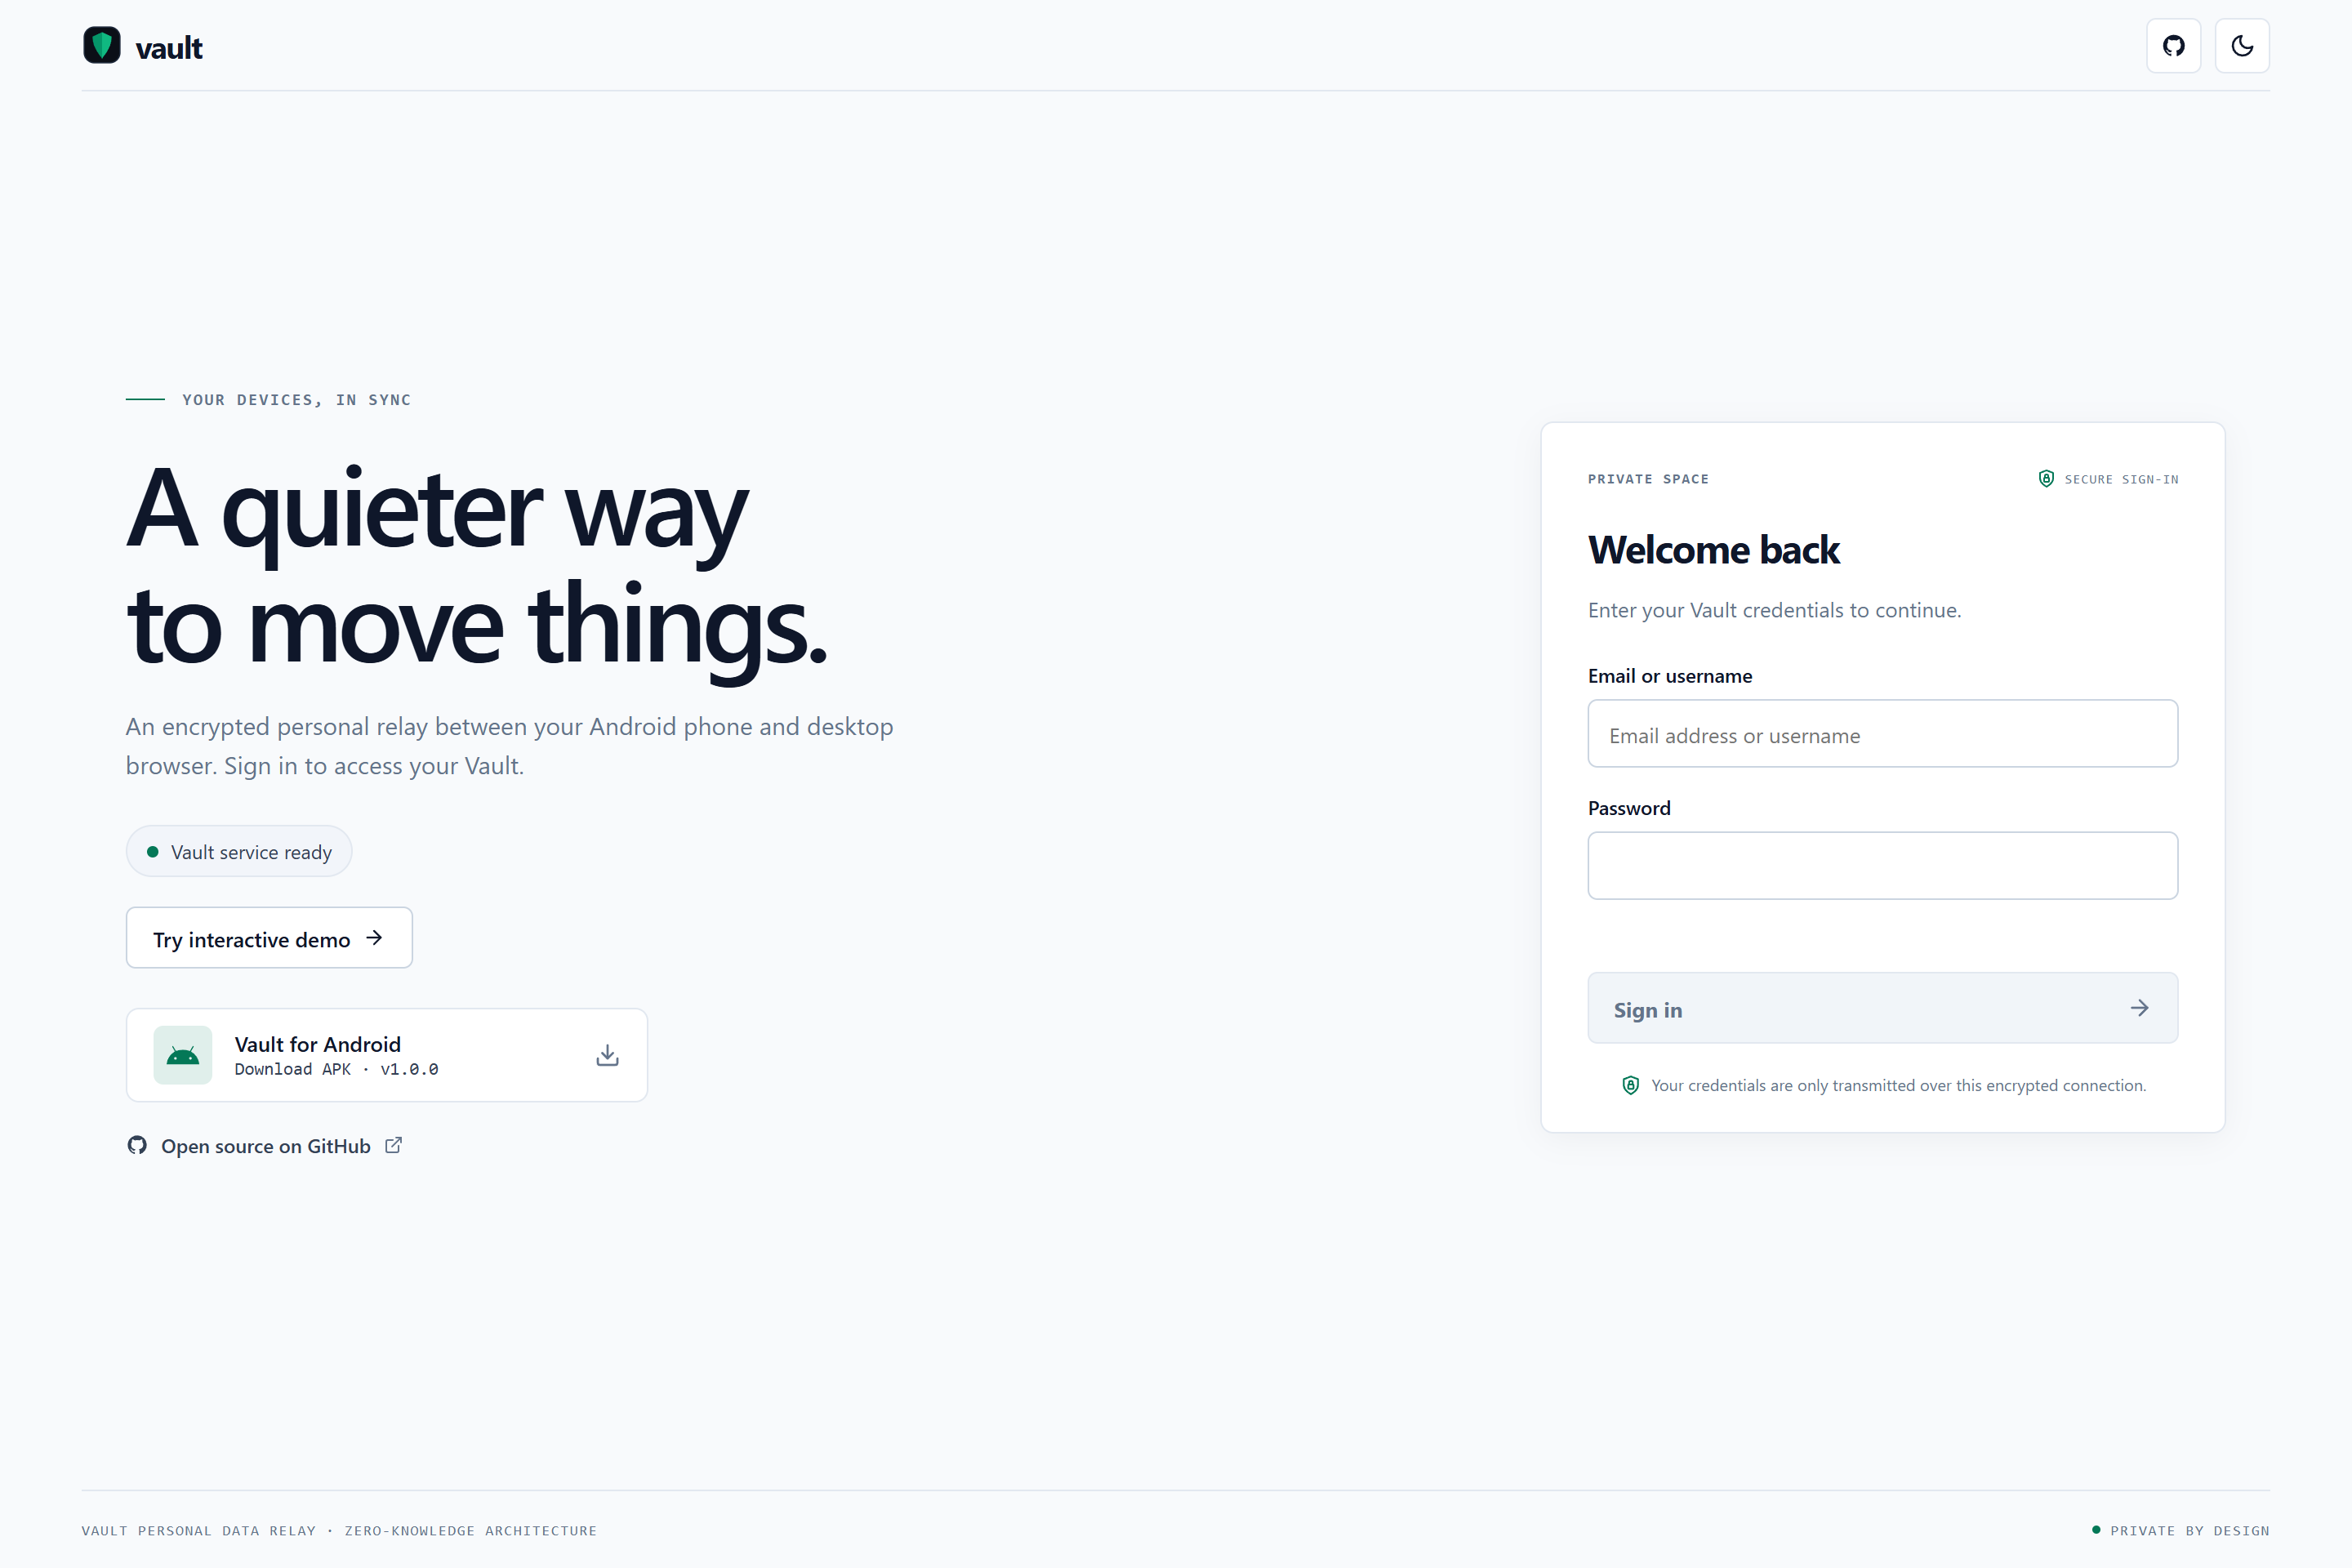 vault
YOUR DEVICES, IN SYNC
A quieter way
to move things.
An encrypted personal relay between your Android phone and desktop
browser. Sign in to access your Vault.
Vault service ready
Try interactive demo
Vault for Android
Download APK · v1.0.0
Open source on GitHub
PRIVATE SPACE
SECURE SIGN-IN
Welcome back
Enter your Vault credentials to continue.
Email or username
Email address or username
Password
Sign in
Your credentials are only transmitted over this encrypted connection.
VAULT PERSONAL DATA RELAY · ZERO-KNOWLEDGE ARCHITECTURE
PRIVATE BY DESIGN